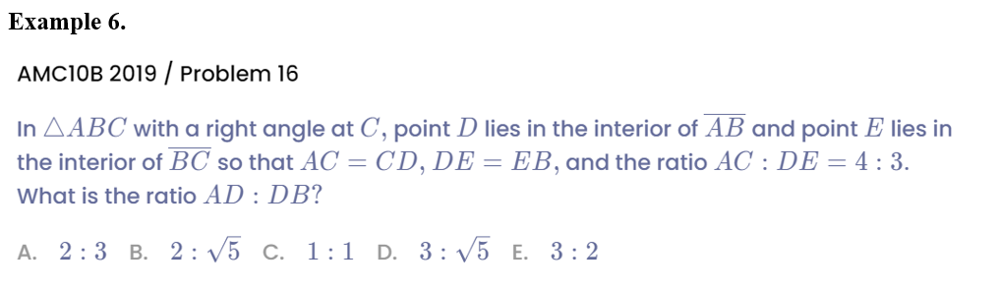 Example 6.
AMC10B 2019 / Problem 16
In △ABC with a right angle at C, point D lies in the interior of \overline{AB} and point E lies in
the interior of \overline{BC} so that AC = CD, DE = EB, and the ratio AC : DE = 4 : 3.
What is the ratio AD : DB?
A. 2 : 3 B. 2 : √5 C. 1 : 1 D. 3 : √5 E. 3 : 2